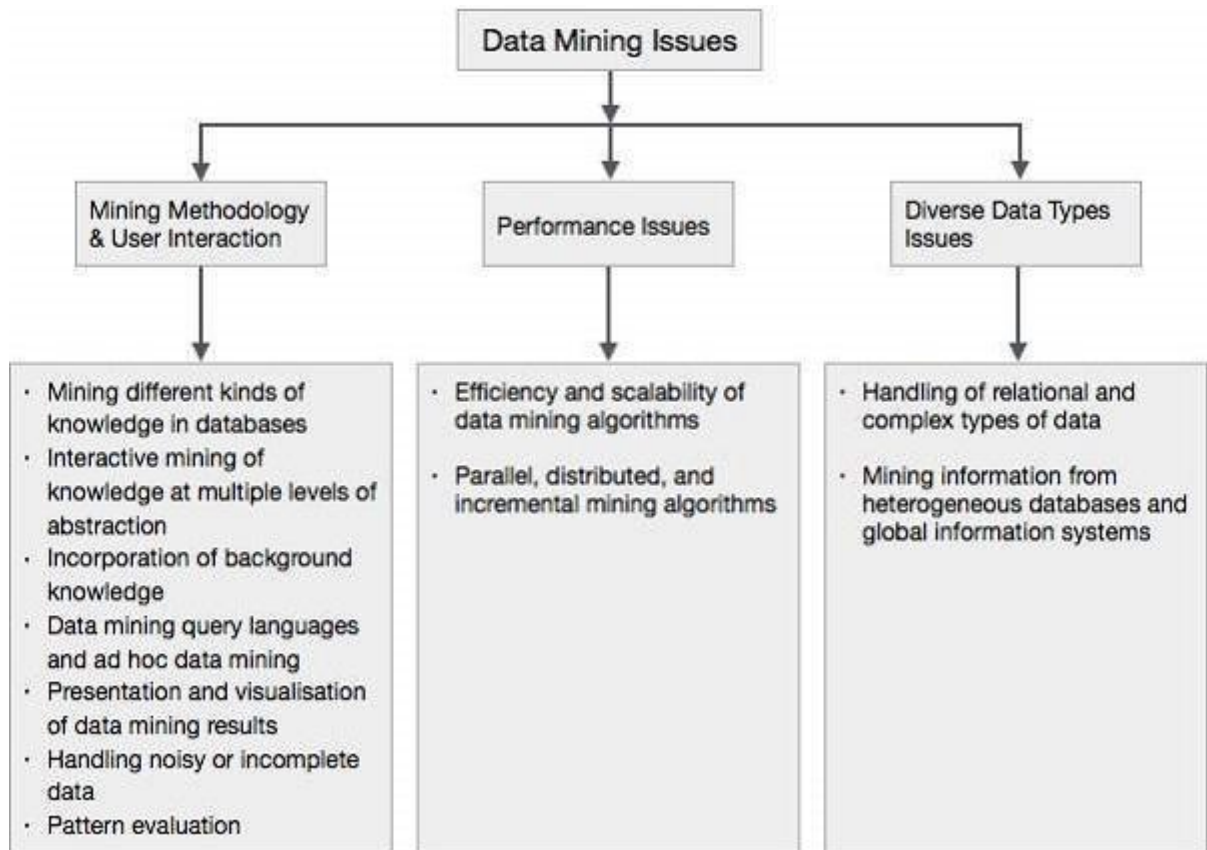 Data Mining Issues
Mining Methodology
& User Interaction
Performance Issues
Diverse Data Types
Issues
· Mining different kinds of
knowledge in databases
· Interactive mining of
knowledge at multiple levels of
abstraction
· Incorporation of background
knowledge
· Data mining query languages
and ad hoc data mining
· Presentation and visualisation
of data mining results
· Handling noisy or incomplete
data
· Pattern evaluation
· Efficiency and scalability of
data mining algorithms
· Parallel, distributed, and
incremental mining algorithms
· Handling of relational and
complex types of data
· Mining information from
heterogeneous databases and
global information systems